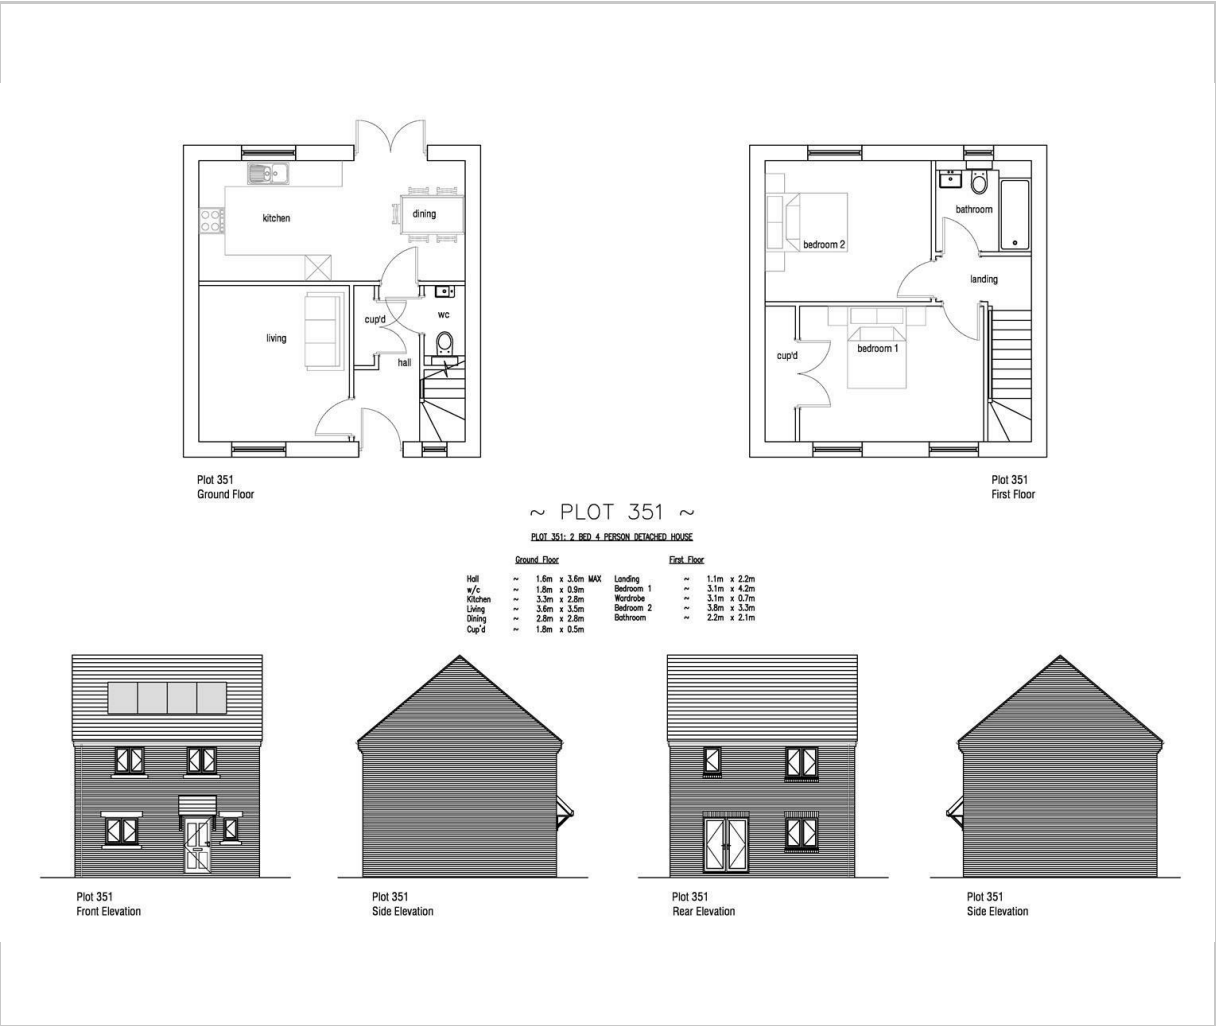 kitchen
dining
living
cup'd
wc
hall
Plot 351
Ground Floor
bedroom 2
bathroom
landing
cup'd
bedroom 1
Plot 351
First Floor
~ PLOT 351 ~
PLOT 351: 2 BED 4 PERSON DETACHED HOUSE
Ground Floor
Hall ~ 1.6m x 3.6m MAX
w/c ~ 1.8m x 0.9m
Kitchen ~ 3.3m x 2.8m
Living ~ 3.6m x 3.5m
Dining ~ 2.8m x 2.8m
Cup'd ~ 1.8m x 0.5m
First Floor
Landing ~ 1.1m x 2.2m
Bedroom 1 ~ 3.1m x 4.2m
Wardrobe ~ 3.1m x 0.7m
Bedroom 2 ~ 3.8m x 3.3m
Bathroom ~ 2.2m x 2.1m
Plot 351
Front Elevation
Plot 351
Side Elevation
Plot 351
Rear Elevation
Plot 351
Side Elevation